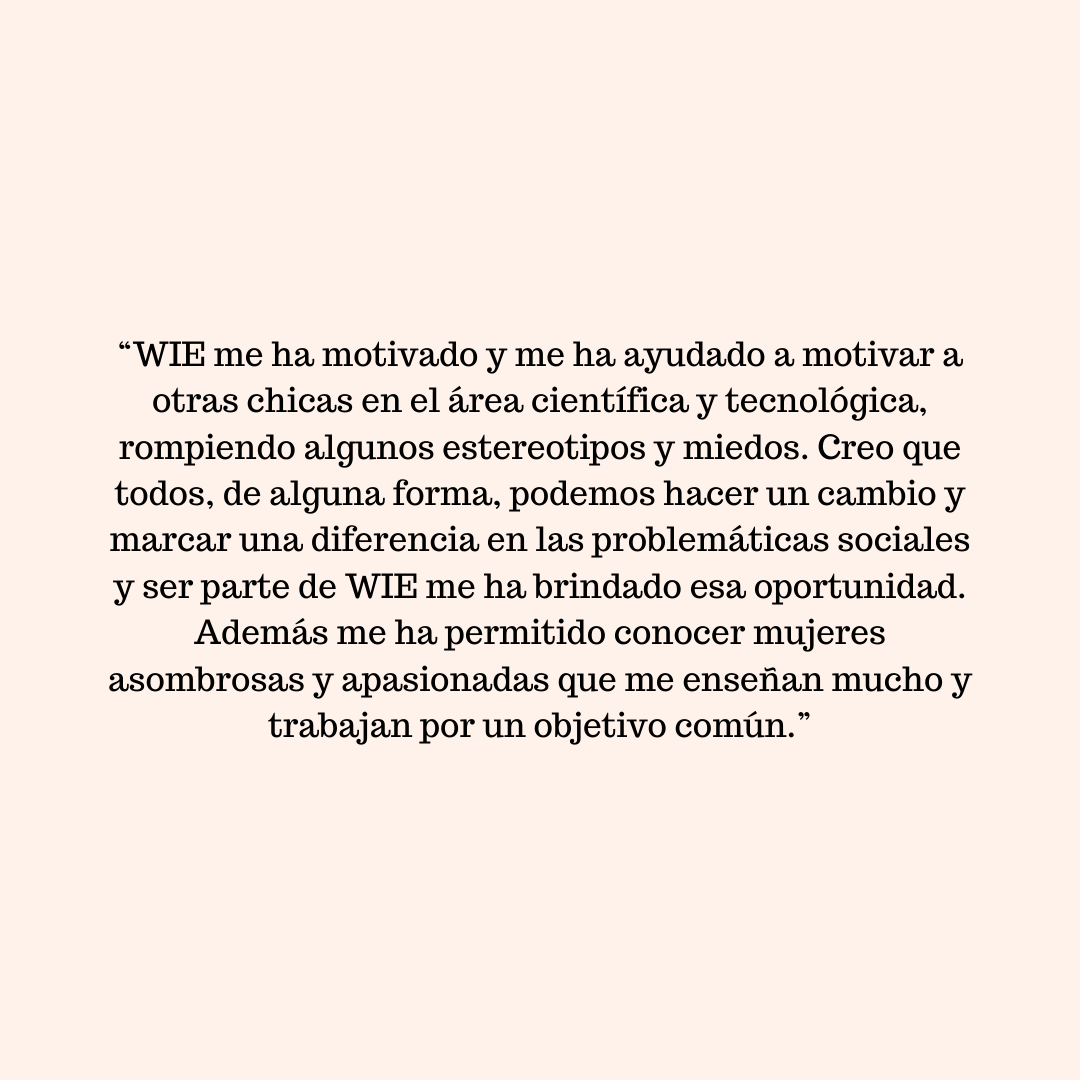 “WIE me ha motivado y me ha ayudado a motivar a
otras chicas en el área científica y tecnológica,
rompiendo algunos estereotipos y miedos. Creo que
todos, de alguna forma, podemos hacer un cambio y
marcar una diferencia en las problemáticas sociales
y ser parte de WIE me ha brindado esa oportunidad.
Además me ha permitido conocer mujeres
asombrosas y apasionadas que me enseñan mucho y
trabajan por un objetivo común.”